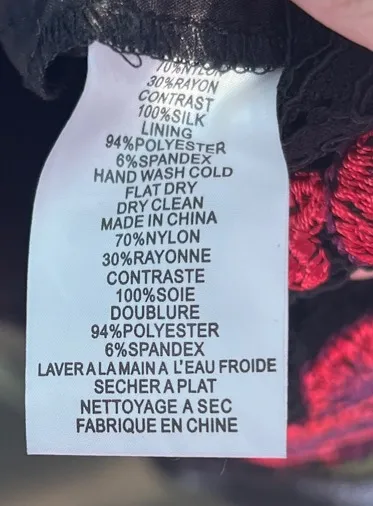 70%NYLON
30%RAYON
CONTRAST
100%SILK
LINING
94%POLYESTER
6%SPANDEX
HAND WASH COLD
FLAT DRY
DRY CLEAN
MADE IN CHINA
70%NYLON
30%RAYONNE
CONTRASTE
100%SOIE
DOUBLURE
94%POLYESTER
6%SPANDEX
LAVER A LA MAIN A L'EAU FROIDE
SECHER A PLAT
NETTOYAGE A SEC
FABRIQUE EN CHINE